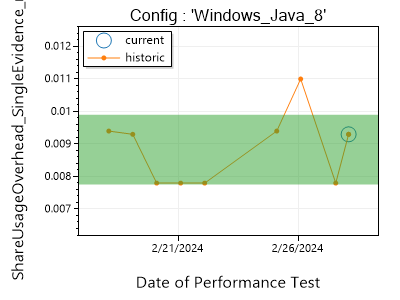 Config : 'Windows_Java_8'
current
historic
0.012
0.011
0.01
0.009
0.008
0.007
ShareUsageOverhead_SingleEvidence_
2/21/2024
2/26/2024
Date of Performance Test